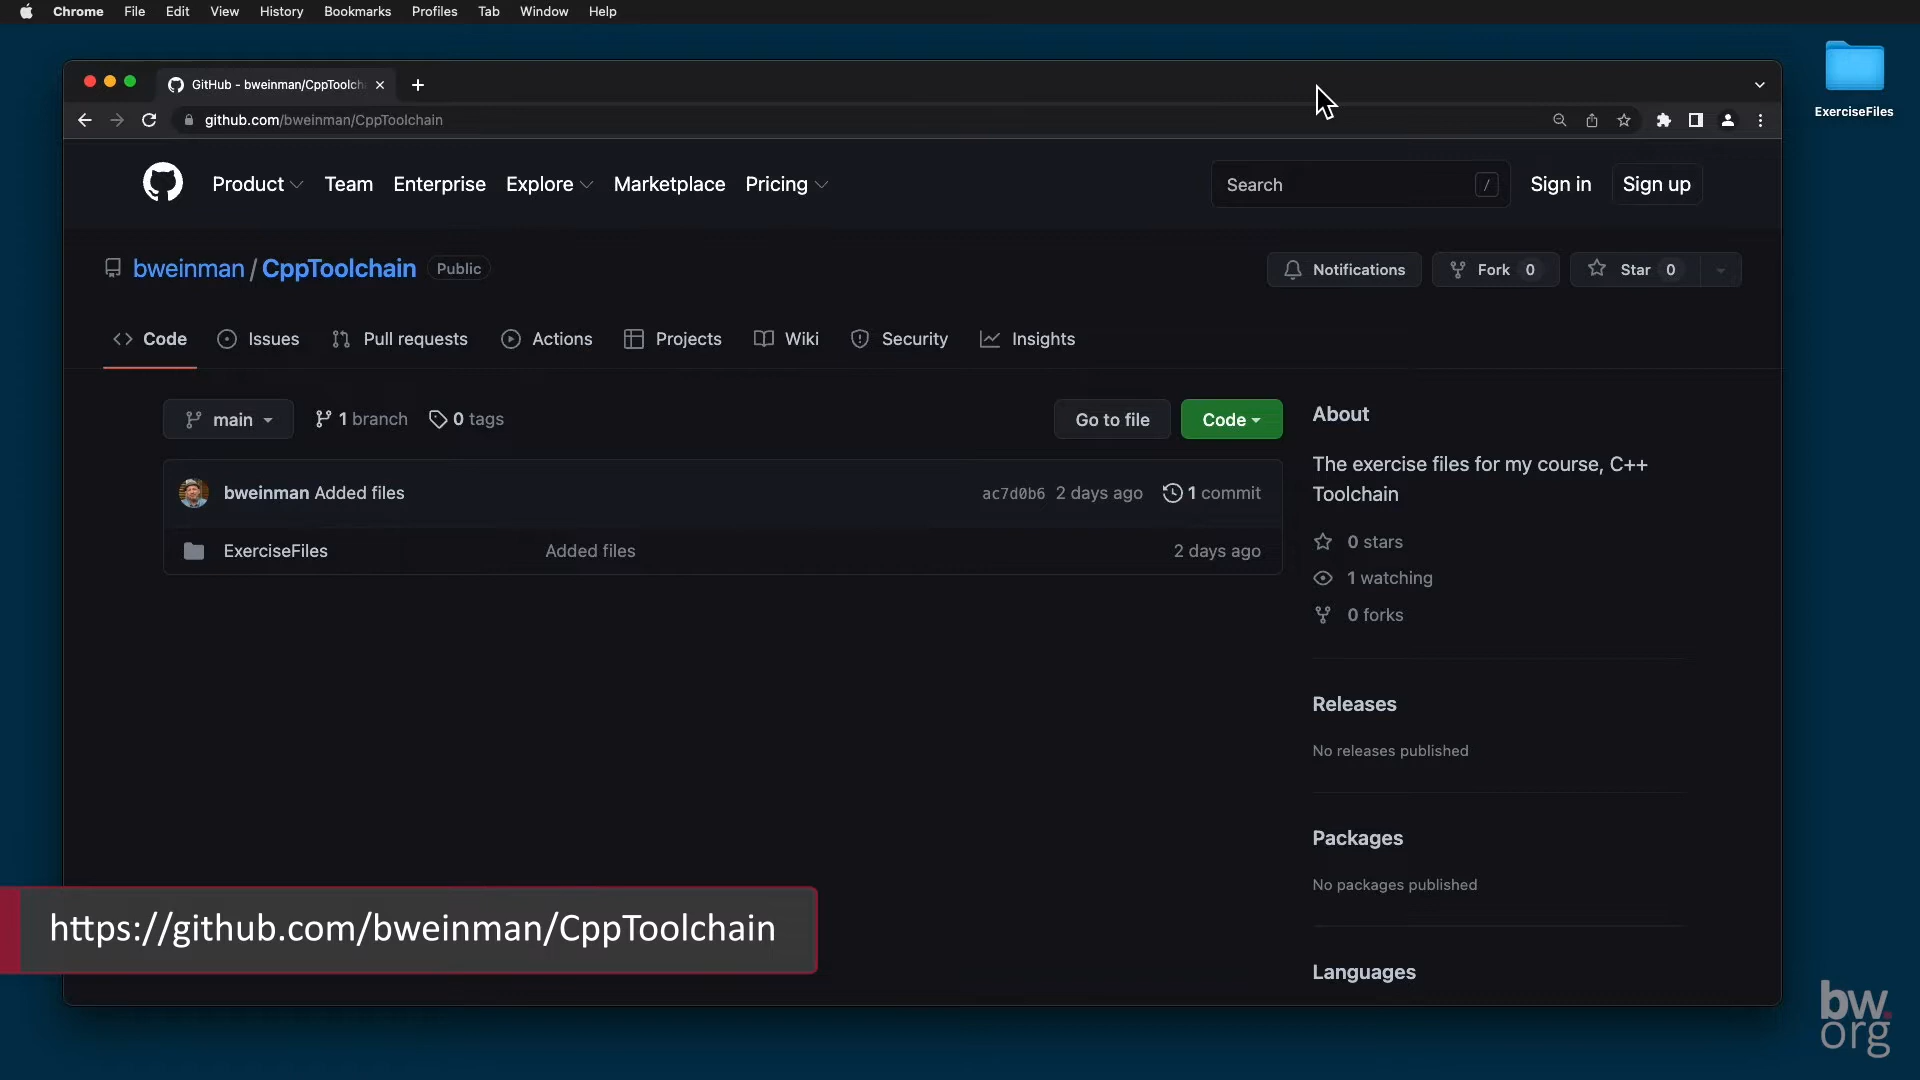 Chrome File Edit View History Bookmarks Profiles Tab Window Help
ExerciseFiles
GitHub - bweinman/CppToolch
github.com/bweinman/CppToolchain
Product Team Enterprise Explore Marketplace Pricing
Search /
Sign in Sign up
bweinman / CppToolchain Public
Notifications Fork 0 Star 0
Code Issues Pull requests Actions Projects Wiki Security Insights
main 1 branch 0 tags
Go to file Code
bweinman Added files ac7d0b6 2 days ago 1 commit
ExerciseFiles Added files 2 days ago
About
The exercise files for my course, C++
Toolchain
0 stars
1 watching
0 forks
Releases
No releases published
Packages
No packages published
Languages
https://github.com/bweinman/CppToolchain
bw.
org